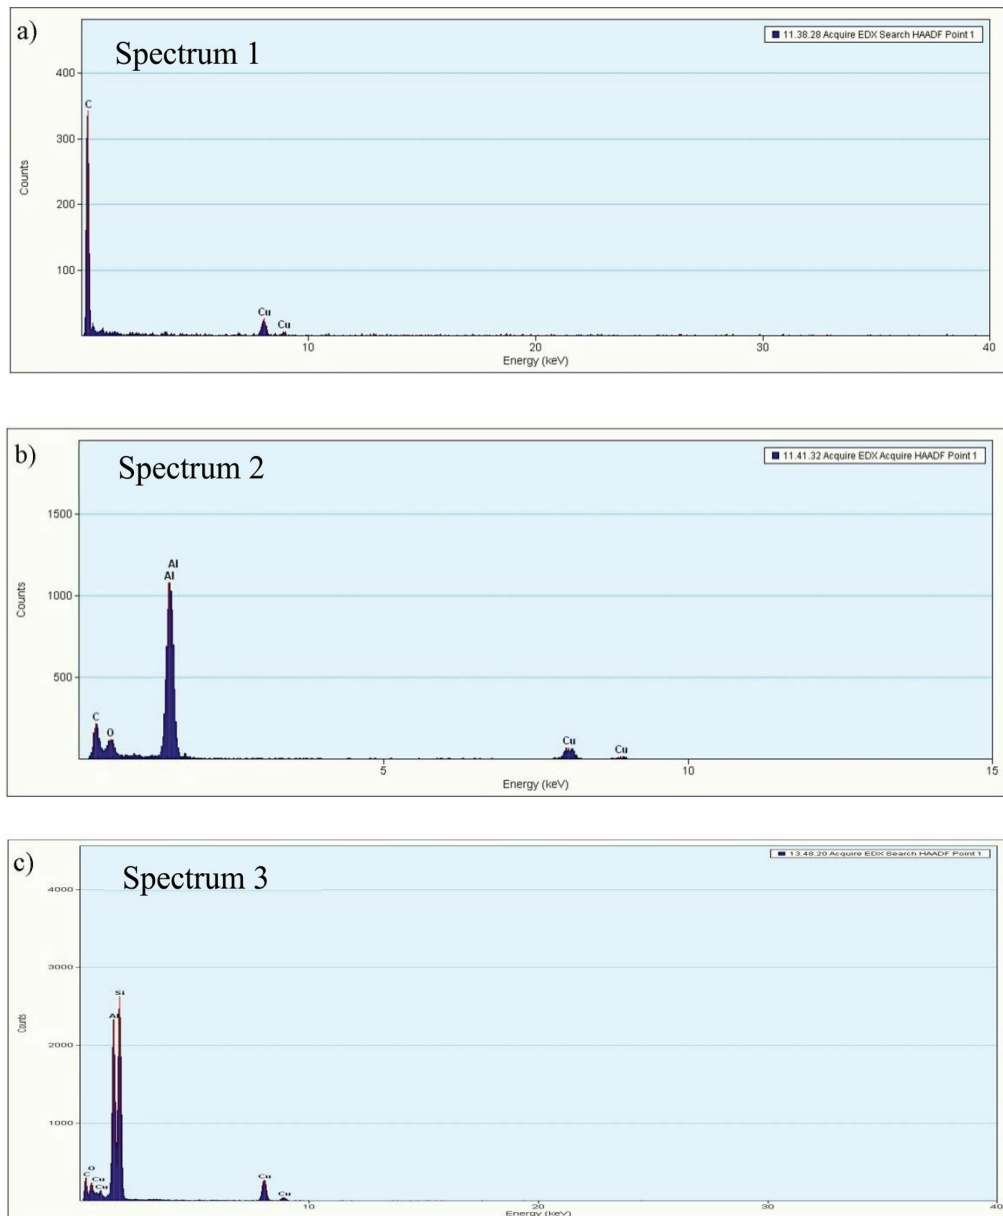 a)
Spectrum 1
11.38.28 Acquire EDX Search HAADF Point 1
400
300
200
100
Counts
C
Cu
Cu
10
20
30
40
Energy (keV)
b)
Spectrum 2
11.41.32 Acquire EDX Acquire HAADF Point 1
1500
1000
500
Counts
Al
Al
C
O
Cu
Cu
5
10
15
Energy (keV)
c)
Spectrum 3
13.48.20 Acquire EDX Search HAADF Point 1
4000
3000
2000
1000
Counts
Si
Al
O
C
Cu
Cu
Cu
Cu
10
20
30
40
Energy (keV)